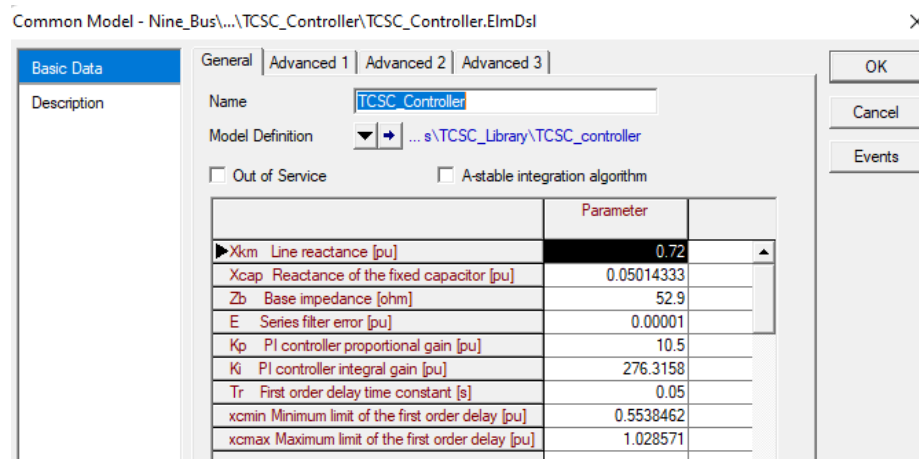 Common Model - Nine_Bus\...\TCSC_Controller\TCSC_Controller.ElmDsl
Basic Data
Description
General Advanced 1 Advanced 2 Advanced 3
Name TCSC_Controller
Model Definition ... s\TCSC_Library\TCSC_controller
Out of Service A-stable integration algorithm
Parameter
Xkm Line reactance [pu] 0.72
Xcap Reactance of the fixed capacitor [pu] 0.05014333
Zb Base impedance [ohm] 52.9
E Series filter error [pu] 0.00001
Kp PI controller proportional gain [pu] 10.5
Ki PI controller integral gain [pu] 276.3158
Tr First order delay time constant [s] 0.05
xcmin Minimum limit of the first order delay [pu] 0.5538462
xcmax Maximum limit of the first order delay [pu] 1.028571
OK
Cancel
Events